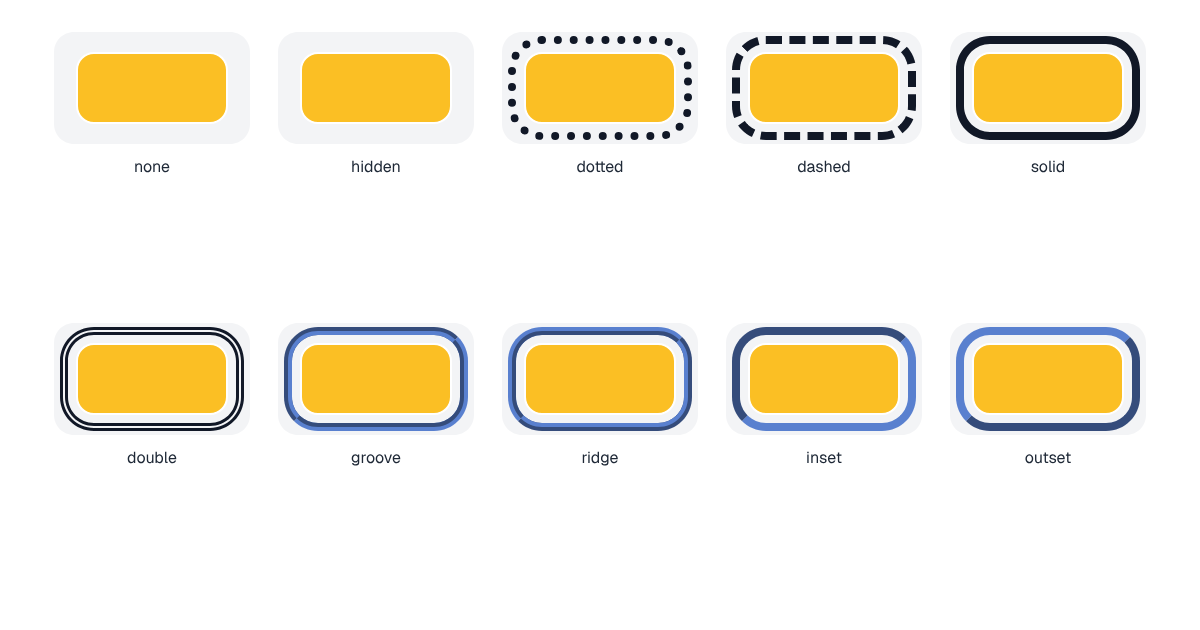 none
hidden
dotted
dashed
solid
double
groove
ridge
inset
outset